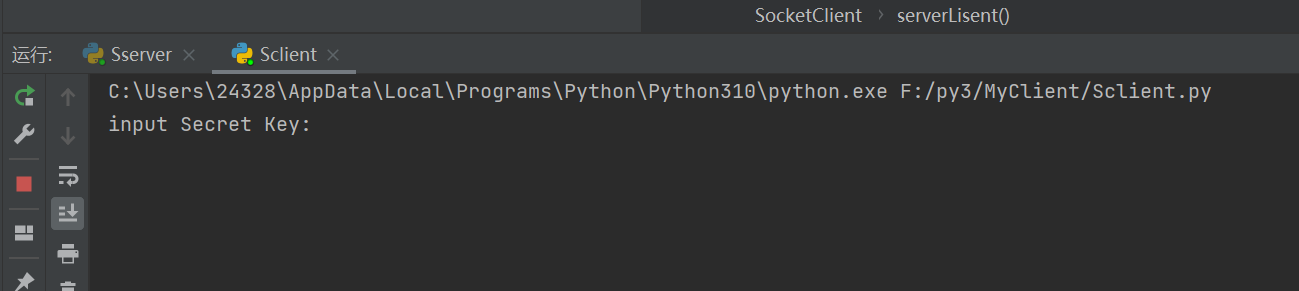 SocketClient › serverLisent()
运行: Sserver × Sclient ×
C:\Users\24328\AppData\Local\Programs\Python\Python310\python.exe F:/py3/MyClient/Sclient.py
input Secret Key: